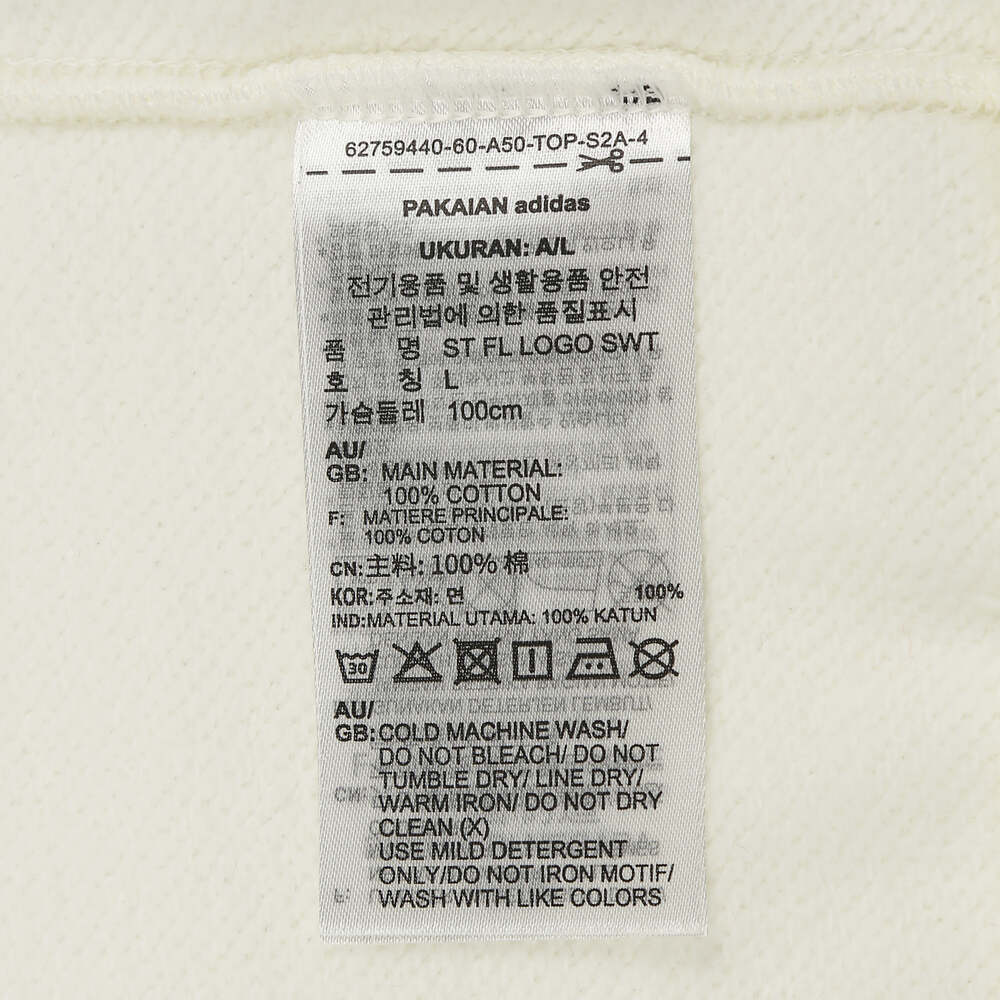 62759440-60-A50-TOP-S2A-4
PAKAIAN adidas
UKURAN: A/L
전기용품 및 생활용품 안전
관리법에 의한 품질표시
품 명 ST FL LOGO SWT
호 칭 L
가슴둘레 100cm
AU/
GB: MAIN MATERIAL:
100% COTTON
F: MATIERE PRINCIPALE:
100% COTON
CN:主料: 100% 棉
KOR:주소재: 면 100%
IND:MATERIAL UTAMA: 100% KATUN
30
AU/
GB:COLD MACHINE WASH/
DO NOT BLEACH/ DO NOT
TUMBLE DRY/ LINE DRY/
WARM IRON/ DO NOT DRY
CLEAN (X)
USE MILD DETERGENT
ONLY/DO NOT IRON MOTIF/
WASH WITH LIKE COLORS